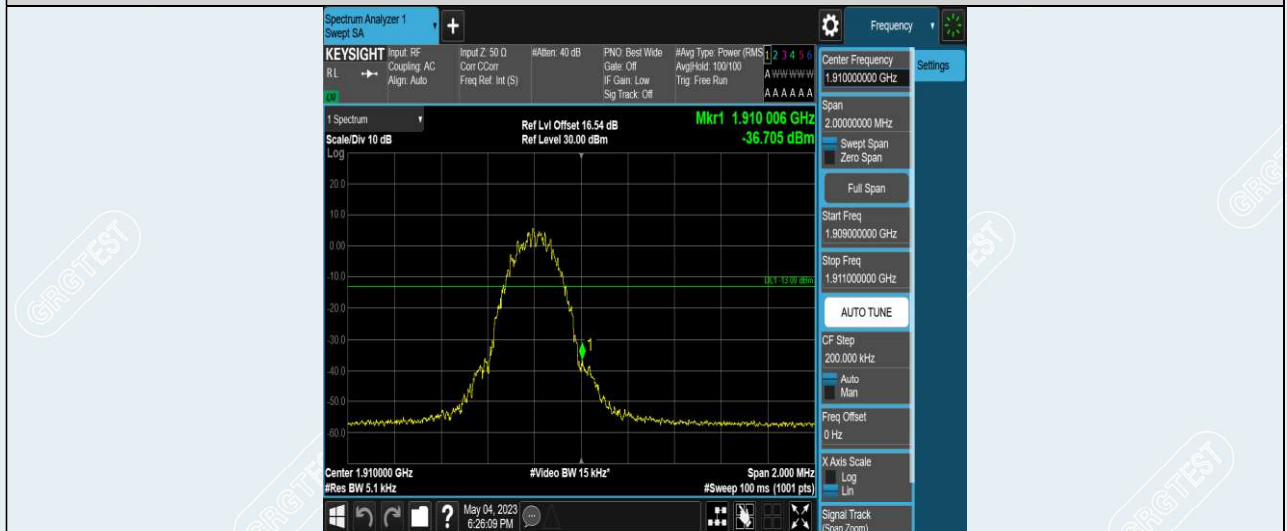 Spectrum Analyzer 1
Swept SA
+
Frequency
KEYSIGHT
RL
Input: RF
Coupling: AC
Align: Auto
Input Z: 50 Ω
Corr CCorr
Freq Ref: Int (S)
#Atten: 40 dB
PNO: Best Wide
Gate: Off
IF Gain: Low
Sig Track: Off
#Avg Type: Power (RMS
Avg|Hold: 100/100
Trig: Free Run
1 2 3 4 5 6
A W W W W W
A A A A A A
Center Frequency
1.910000000 GHz
Settings
Span
2.00000000 MHz
Swept Span
Zero Span
Full Span
Start Freq
1.909000000 GHz
Stop Freq
1.911000000 GHz
AUTO TUNE
CF Step
200.000 kHz
Auto
Man
Freq Offset
0 Hz
X Axis Scale
Log
Lin
Signal Track
(Span Zoom)
1 Spectrum
Scale/Div 10 dB
Log
Ref Lvl Offset 16.54 dB
Ref Level 30.00 dBm
Mkr1 1.910 006 GHz
-36.705 dBm
20.0
10.0
0.00
-10.0
-20.0
-30.0
-40.0
-50.0
-60.0
DL1 -13.00 dBm
1
Center 1.910000 GHz
#Res BW 5.1 kHz
#Video BW 15 kHz*
Span 2.000 MHz
#Sweep 100 ms (1001 pts)
?
May 04, 2023
6:26:09 PM
GRGTEST
GRGTEST
GRGTEST
GRGTEST